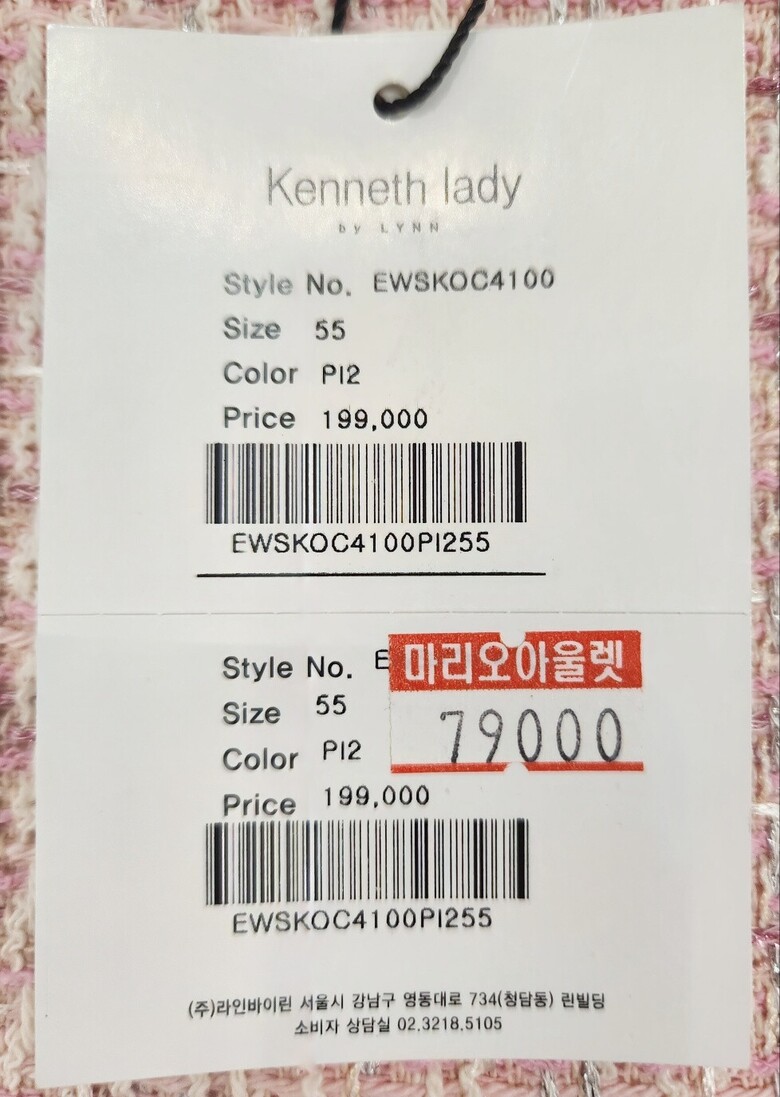 Kenneth lady
by LYNN
Style No. EWSKOC4100
Size 55
Color PI2
Price 199,000
EWSKOC4100PI255
Style No. E
마리오아울렛
Size 55
79000
Color PI2
Price 199,000
EWSKOC4100PI255
(주)라인바이린 서울시 강남구 영동대로 734(청담동) 린빌딩
소비자 상담실 02.3218.5105